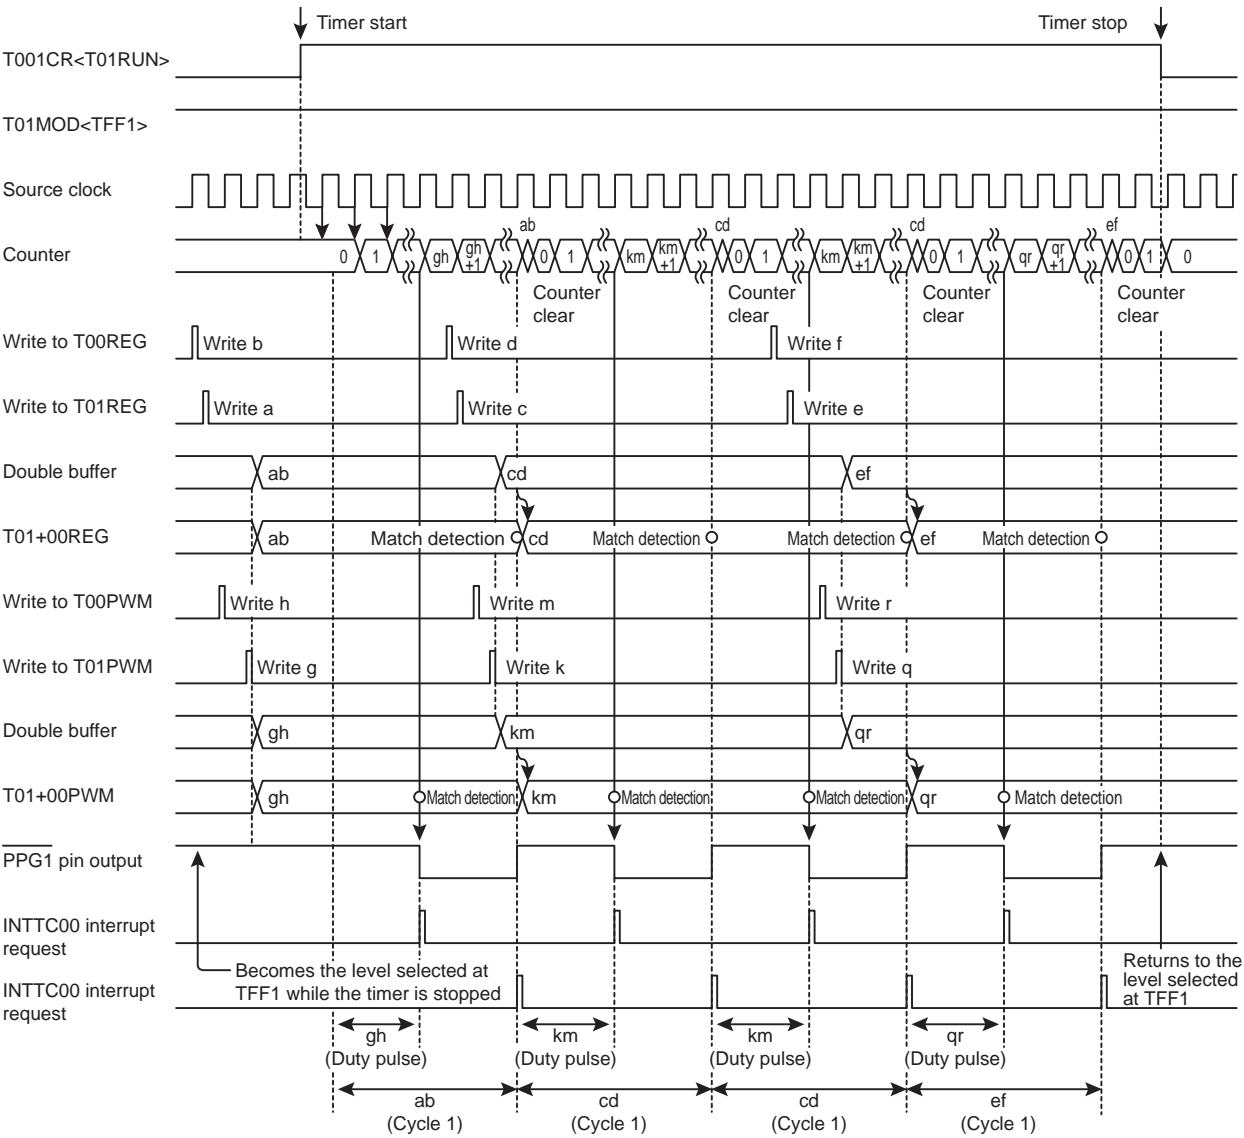 Timer start
Timer stop
T001CR<T01RUN>
T01MOD<TFF1>
Source clock
ab cd cd ef
Counter 0 1 gh gh+1 0 1 km km+1 0 1 km km+1 0 1 qr qr+1 0 1 0
Counter clear
Counter clear
Counter clear
Counter clear
Write to T00REG Write b Write d Write f
Write to T01REG Write a Write c Write e
Double buffer ab cd ef
T01+00REG ab Match detection cd Match detection Match detection ef Match detection
Write to T00PWM Write h Write m Write r
Write to T01PWM Write g Write k Write q
Double buffer gh km qr
T01+00PWM gh Match detection km Match detection Match detection qr Match detection
PPG1 pin output
INTTC00 interrupt
request
Becomes the level selected at
TFF1 while the timer is stopped
Returns to the
level selected
at TFF1
INTTC00 interrupt
request
gh km km qr
(Duty pulse) (Duty pulse) (Duty pulse) (Duty pulse)
ab cd cd ef
(Cycle 1) (Cycle 1) (Cycle 1) (Cycle 1)